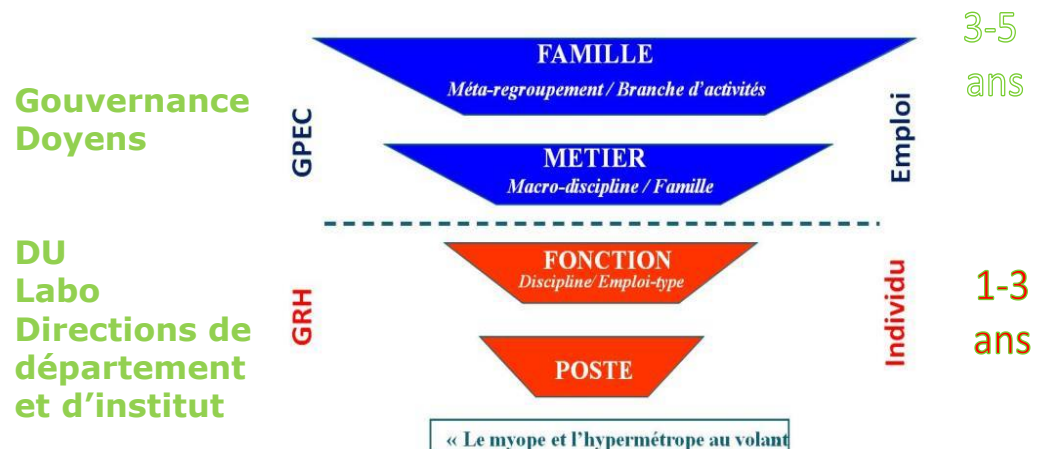 3-5
ans
FAMILLE
Méta-regroupement / Branche d'activités
Gouvernance
Doyens
GPEC
Emploi
METIER
Macro-discipline / Famille
DU
Labo
Directions de
département
et d'institut
GRH
FONCTION
Discipline/ Emploi-type
Individu
1-3
ans
POSTE
« Le myope et l'hypermétrope au volant